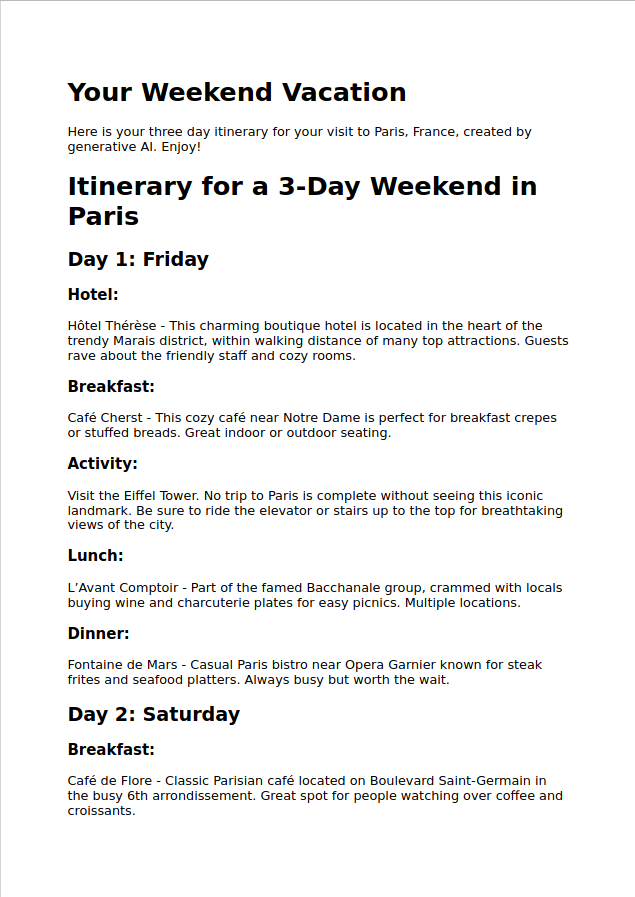 Your Weekend Vacation
Here is your three day itinerary for your visit to Paris, France, created by
generative AI. Enjoy!
Itinerary for a 3-Day Weekend in
Paris
Day 1: Friday
Hotel:
Hôtel Thérèse - This charming boutique hotel is located in the heart of the
trendy Marais district, within walking distance of many top attractions. Guests
rave about the friendly staff and cozy rooms.
Breakfast:
Café Cherst - This cozy café near Notre Dame is perfect for breakfast crepes
or stuffed breads. Great indoor or outdoor seating.
Activity:
Visit the Eiffel Tower. No trip to Paris is complete without seeing this iconic
landmark. Be sure to ride the elevator or stairs up to the top for breathtaking
views of the city.
Lunch:
L’Avant Comptoir - Part of the famed Bacchanale group, crammed with locals
buying wine and charcuterie plates for easy picnics. Multiple locations.
Dinner:
Fontaine de Mars - Casual Paris bistro near Opera Garnier known for steak
frites and seafood platters. Always busy but worth the wait.
Day 2: Saturday
Breakfast:
Café de Flore - Classic Parisian café located on Boulevard Saint-Germain in
the busy 6th arrondissement. Great spot for people watching over coffee and
croissants.